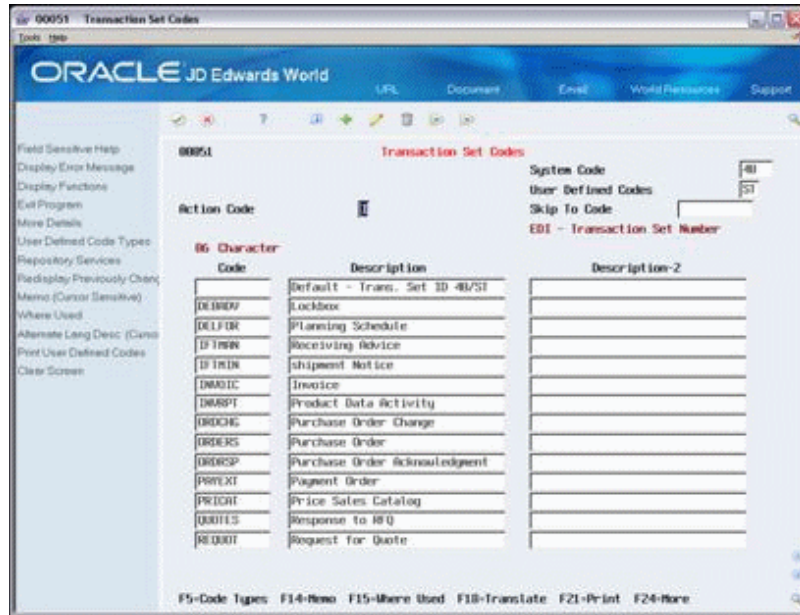 00051 Transaction Set Codes
Tools Help
ORACLE JD Edwards World
URL Document Email World Resources Support
Field Sensitive Help
Display Error Message
Display Functions
Exit Program
More Details
User Defined Code Types
Repository Services
Redisplay Previously Chang
Memo (Cursor Sensitive)
Where Used
Alternate Lang Desc (Curso
Print User Defined Codes
Clear Screen
00051 Transaction Set Codes
System Code
User Defined Codes ST
Action Code I Skip To Code
EDI - Transaction Set Number
06 Character
Code Description Description-2
Default - Trans. Set ID 40/ST
DEBADV Lockbox
DELFOR Planning Schedule
IFTMAN Receiving Advice
IFTMIN shipment Notice
INVOIC Invoice
INVRPT Product Data Activity
ORDCHG Purchase Order Change
ORDERS Purchase Order
ORDRSP Purchase Order Acknowledgment
PAYEXT Payment Order
PRICAT Price Sales Catalog
QUOTES Response to RFQ
REQUOT Request for Quote
F5=Code Types F14=Memo F15=Where Used F18=Translate F21=Print F24=More